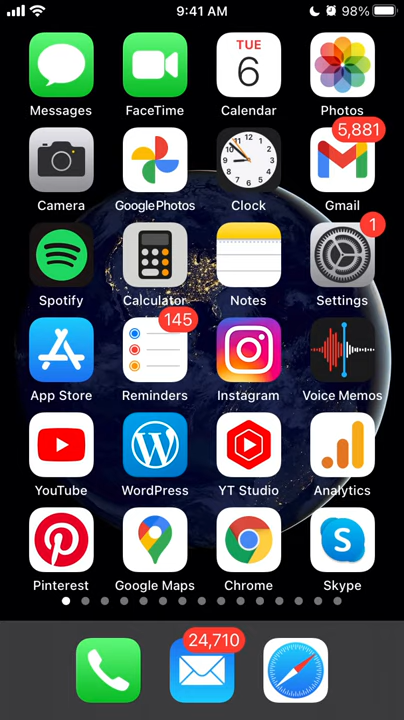 9:41 AM 98%
TUE
6
Messages FaceTime Calendar Photos
5,881
Camera Google Photos Clock Gmail
1
Spotify Calculator Notes Settings
145
App Store Reminders Instagram Voice Memos
YouTube WordPress YT Studio Analytics
Pinterest Google Maps Chrome Skype
24,710